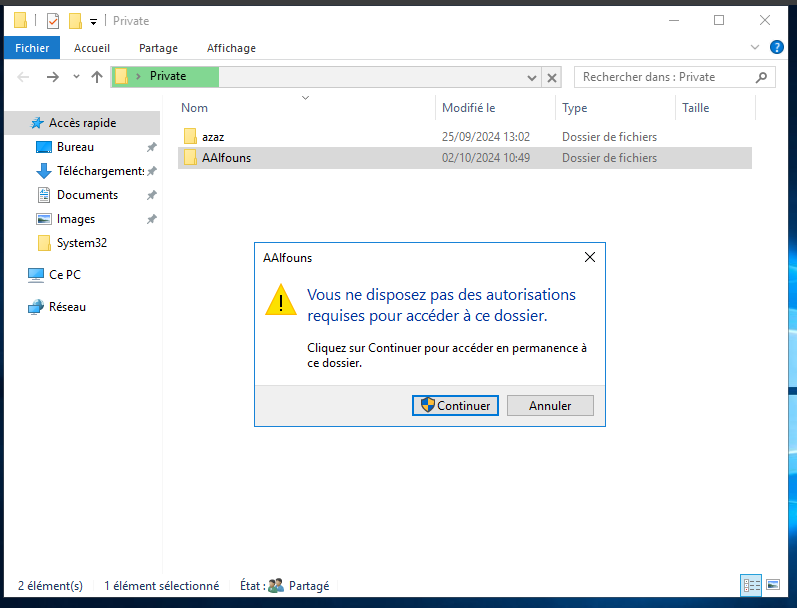 Private
Fichier
Accueil
Partage
Affichage
Private
Rechercher dans : Private
Nom
Modifié le
Type
Taille
Accès rapide
Bureau
Téléchargements
Documents
Images
System32
Ce PC
Réseau
azaz
25/09/2024 13:02
Dossier de fichiers
AAlfouns
02/10/2024 10:49
Dossier de fichiers
AAlfouns
Vous ne disposez pas des autorisations
requises pour accéder à ce dossier.
Cliquez sur Continuer pour accéder en permanence à
ce dossier.
Continuer
Annuler
2 élément(s)
1 élément sélectionné
État :
Partagé